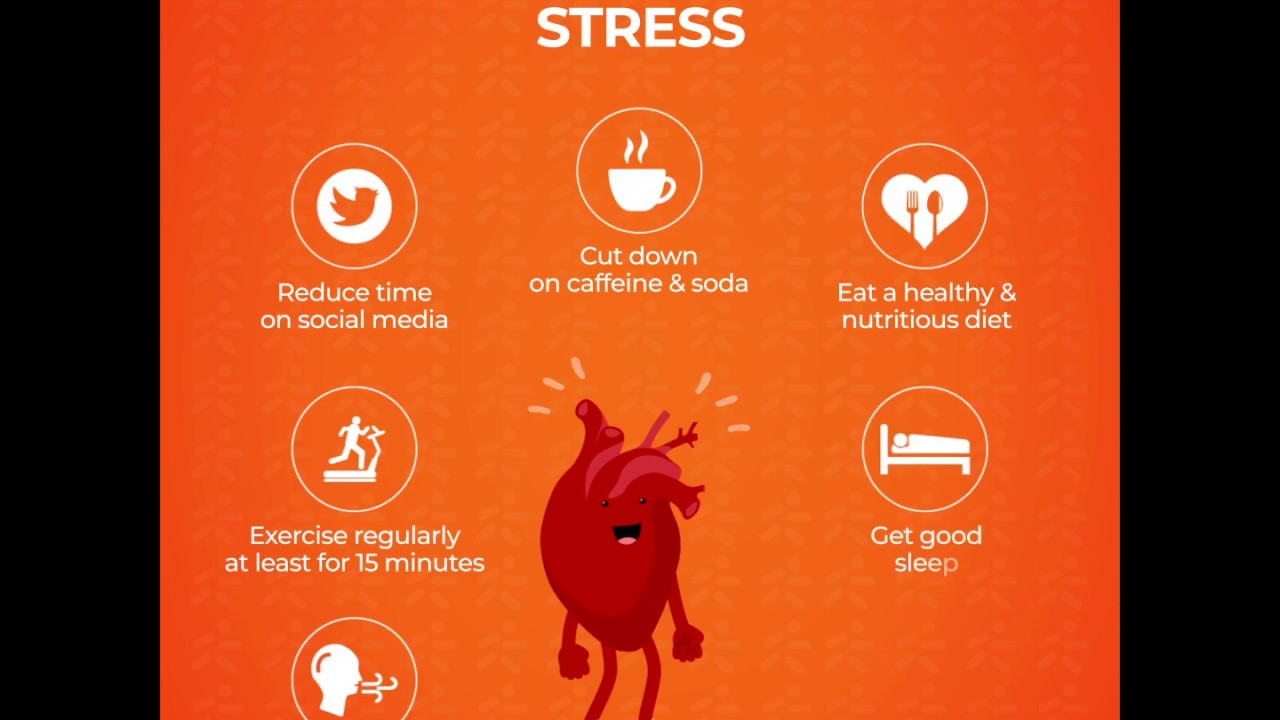 STRESS
Cut down
on caffeine & soda
Reduce time
on social media
Eat a healthy &
nutritious diet
Exercise regularly
at least for 15 minutes
Get good
sleep